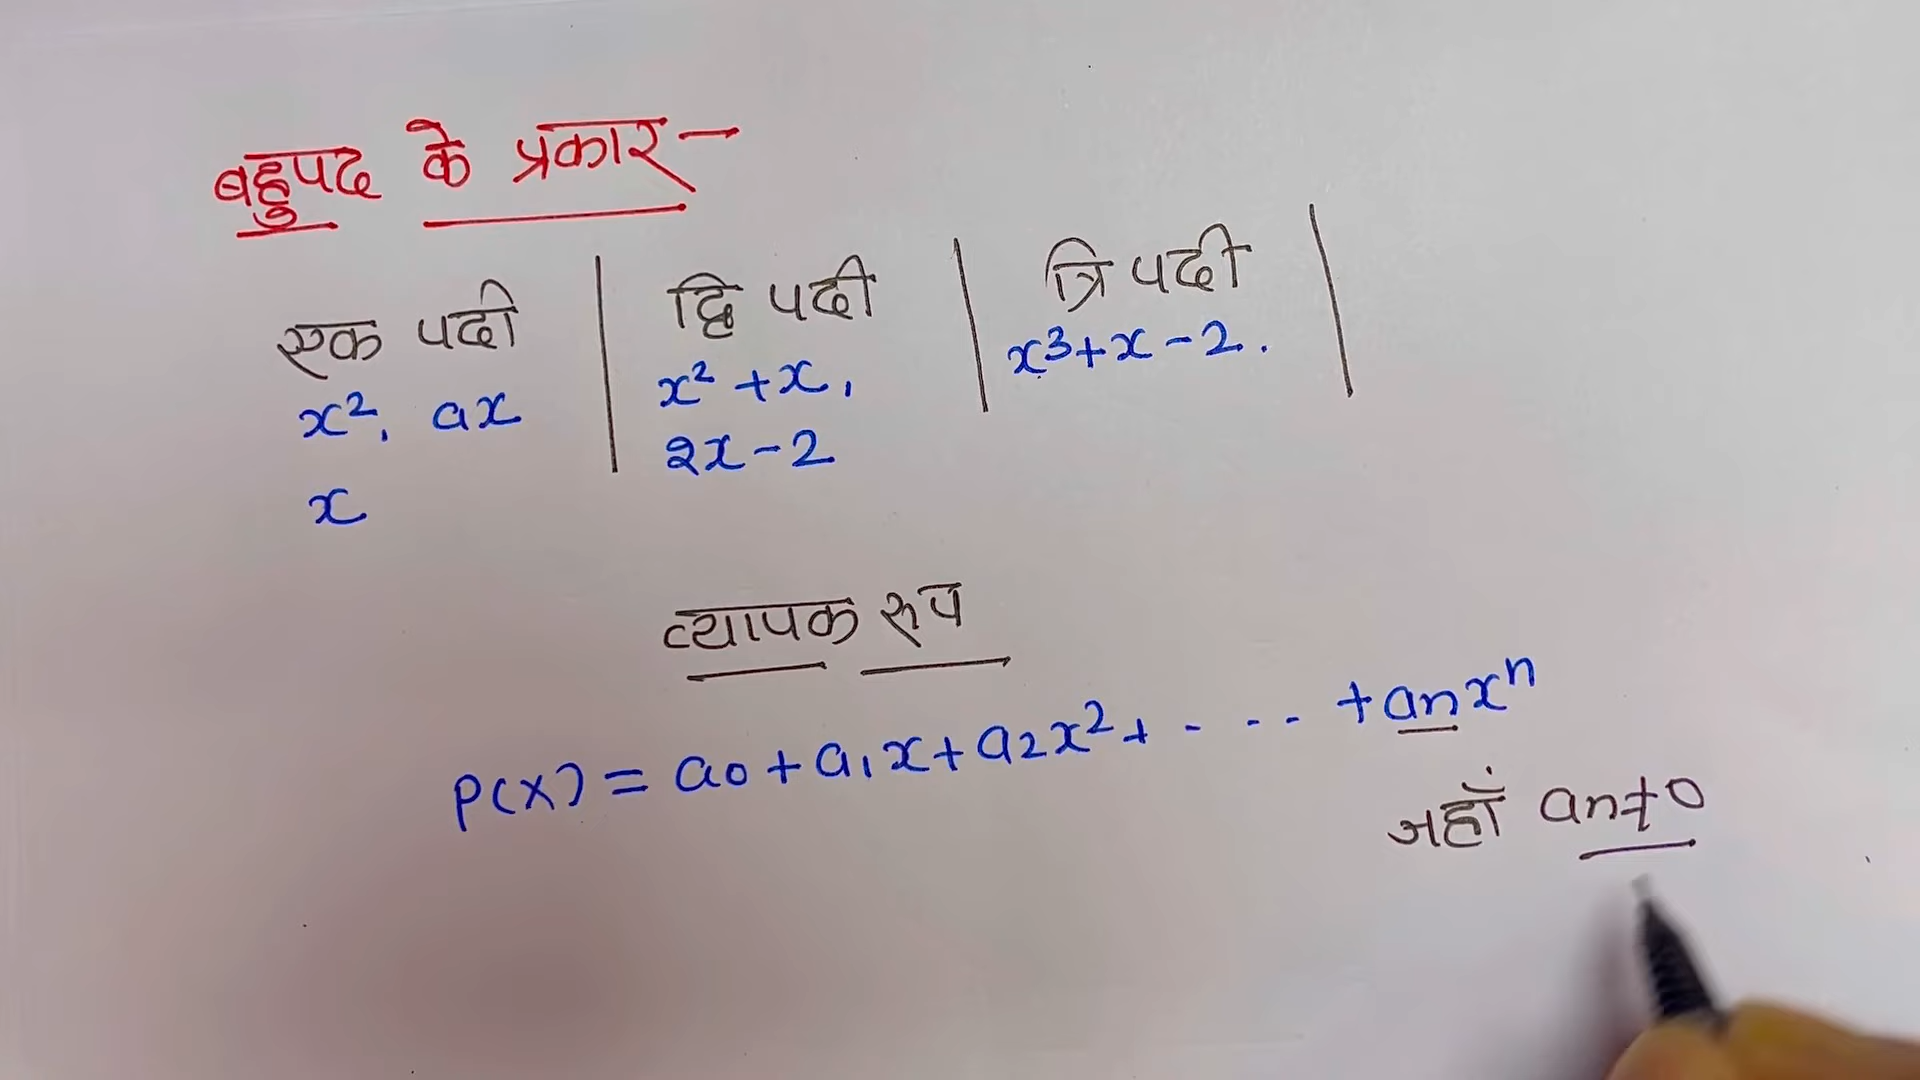 बहुपद के प्रकार –
एक पदी | द्वि पदी | त्रि पदी |
x², ax | x² + x, | x³+x-2.
x | 2x-2
व्यापक रूप
P(x) = a₀ + a₁x + a₂x² + - - - - + aₙxⁿ
जहाँ aₙ≠0